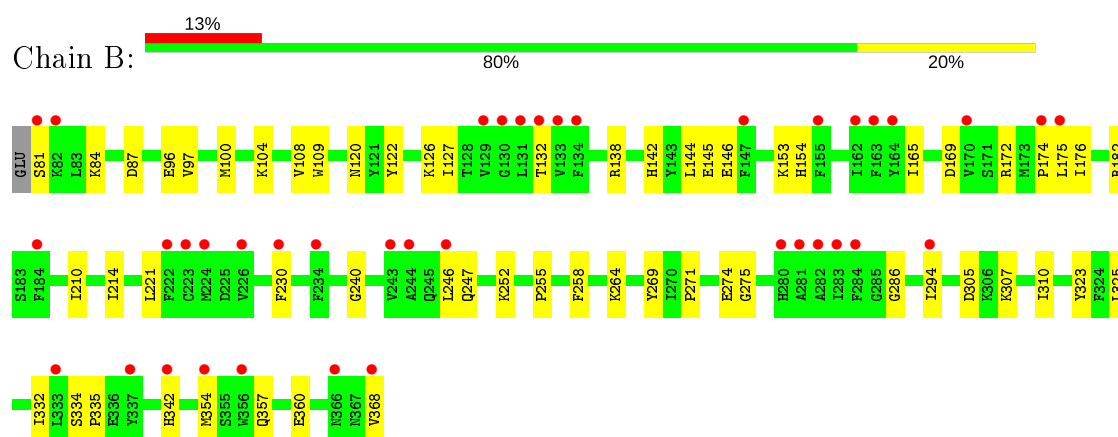 13%
Chain B:
80% 20%
GLU S81 K82 L83 K84 D87 E96 V97 M100 K104 V108 W109 N120 Y121 Y122 K126 I127 T128 V129 G130 L131 T132 V133 F134 R138 H142 Y143 L144 E145 E146 F147 K153 H154 F155 I162 F163 Y164 I165 D169 V170 S171 R172 M173 P174 L175 I176 R182
S183 F184 I210 I214 L221 F222 C223 M224 D225 V226 F230 F234 G240 V243 A244 Q245 L246 Q247 K252 P255 F258 K264 Y269 I270 P271 E274 G275 H280 A281 A282 I283 F284 G285 G286 I294 D305 K306 K307 I310 Y323 F324 L325
I332 L333 S334 P335 E336 Y337 H342 M354 S355 W356 Q357 E360 N366 N367 V368